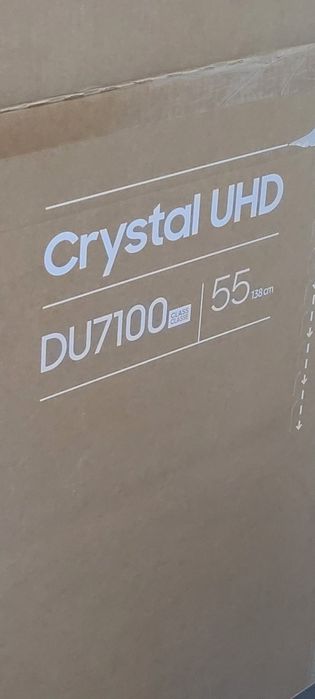 Crystal UHD
DU7100 CLASS CLASSE 55 138 cm